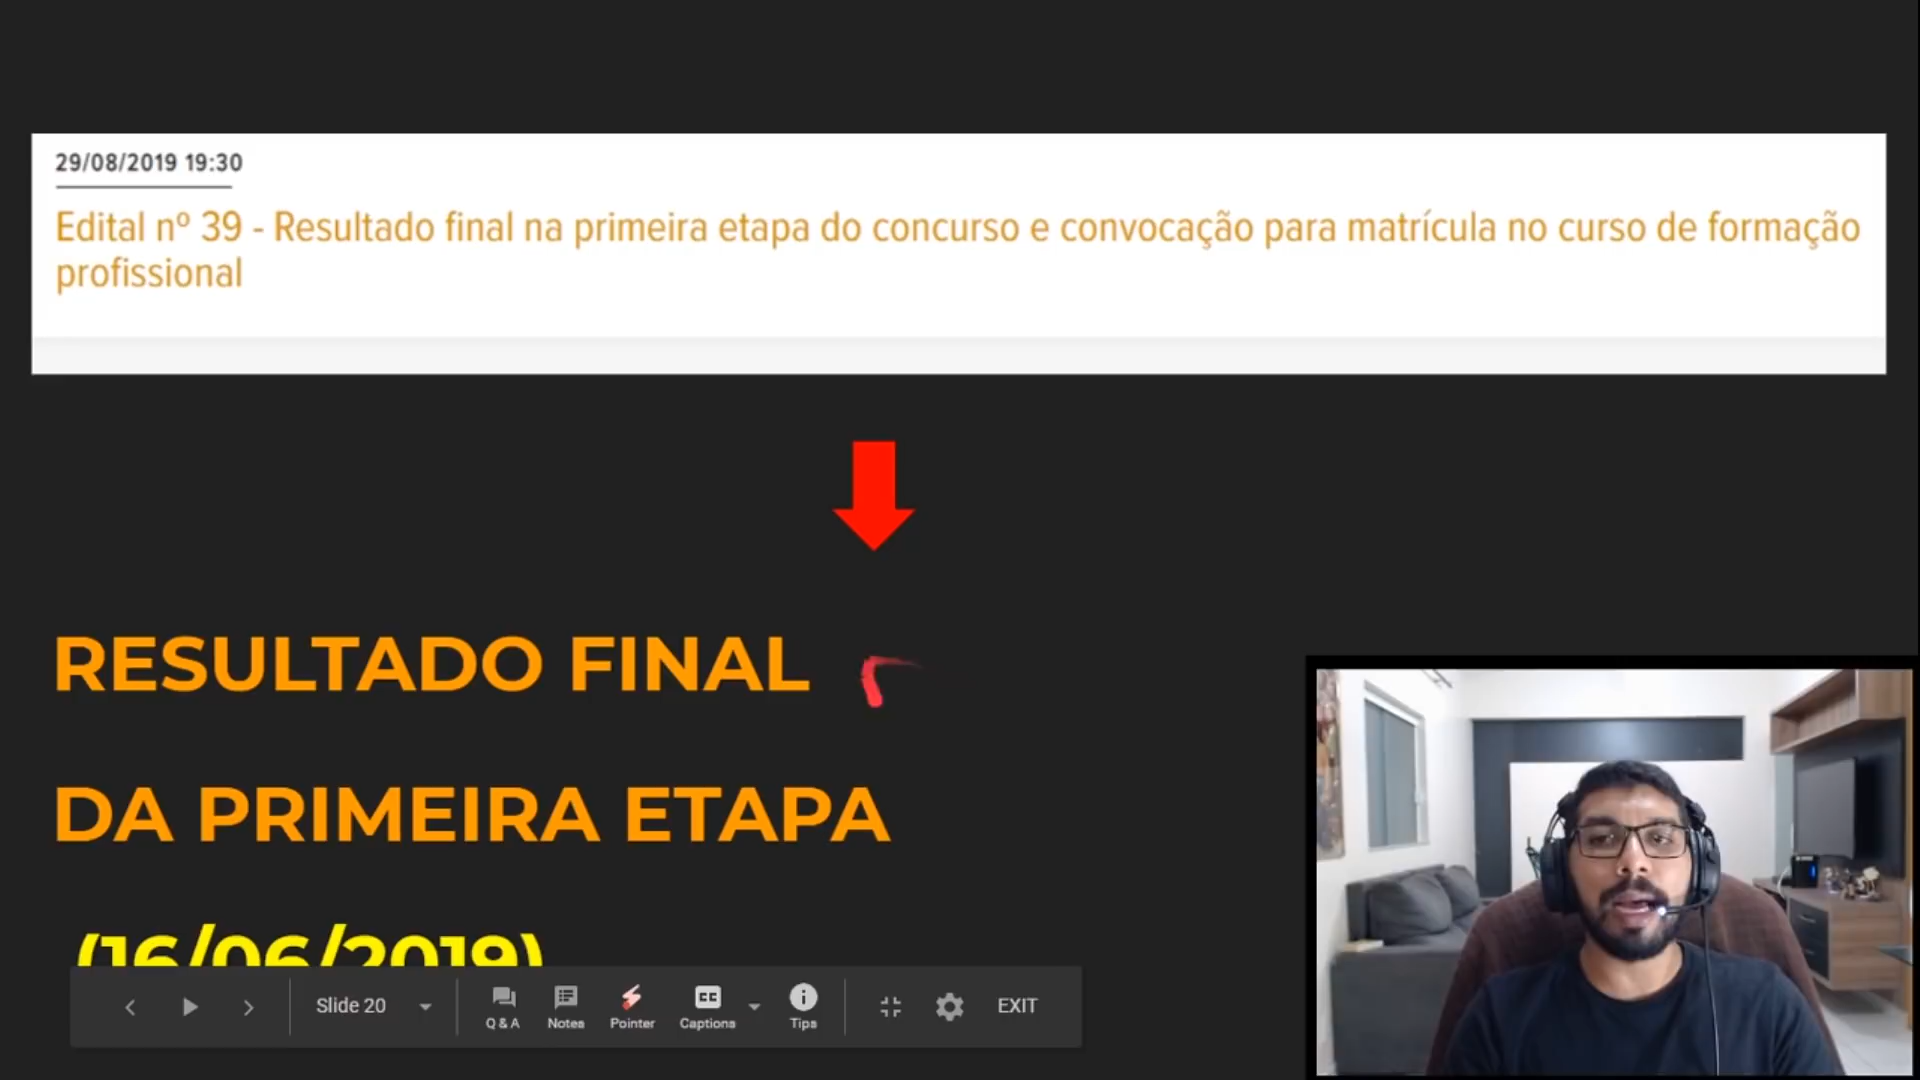 29/08/2019 19:30
Edital nº 39 - Resultado final na primeira etapa do concurso e convocação para matrícula no curso de formação
profissional
RESULTADO FINAL
DA PRIMEIRA ETAPA
(16/06/2019)
Slide 20
Q & A
Notes
Pointer
CC
Captions
Tips
EXIT